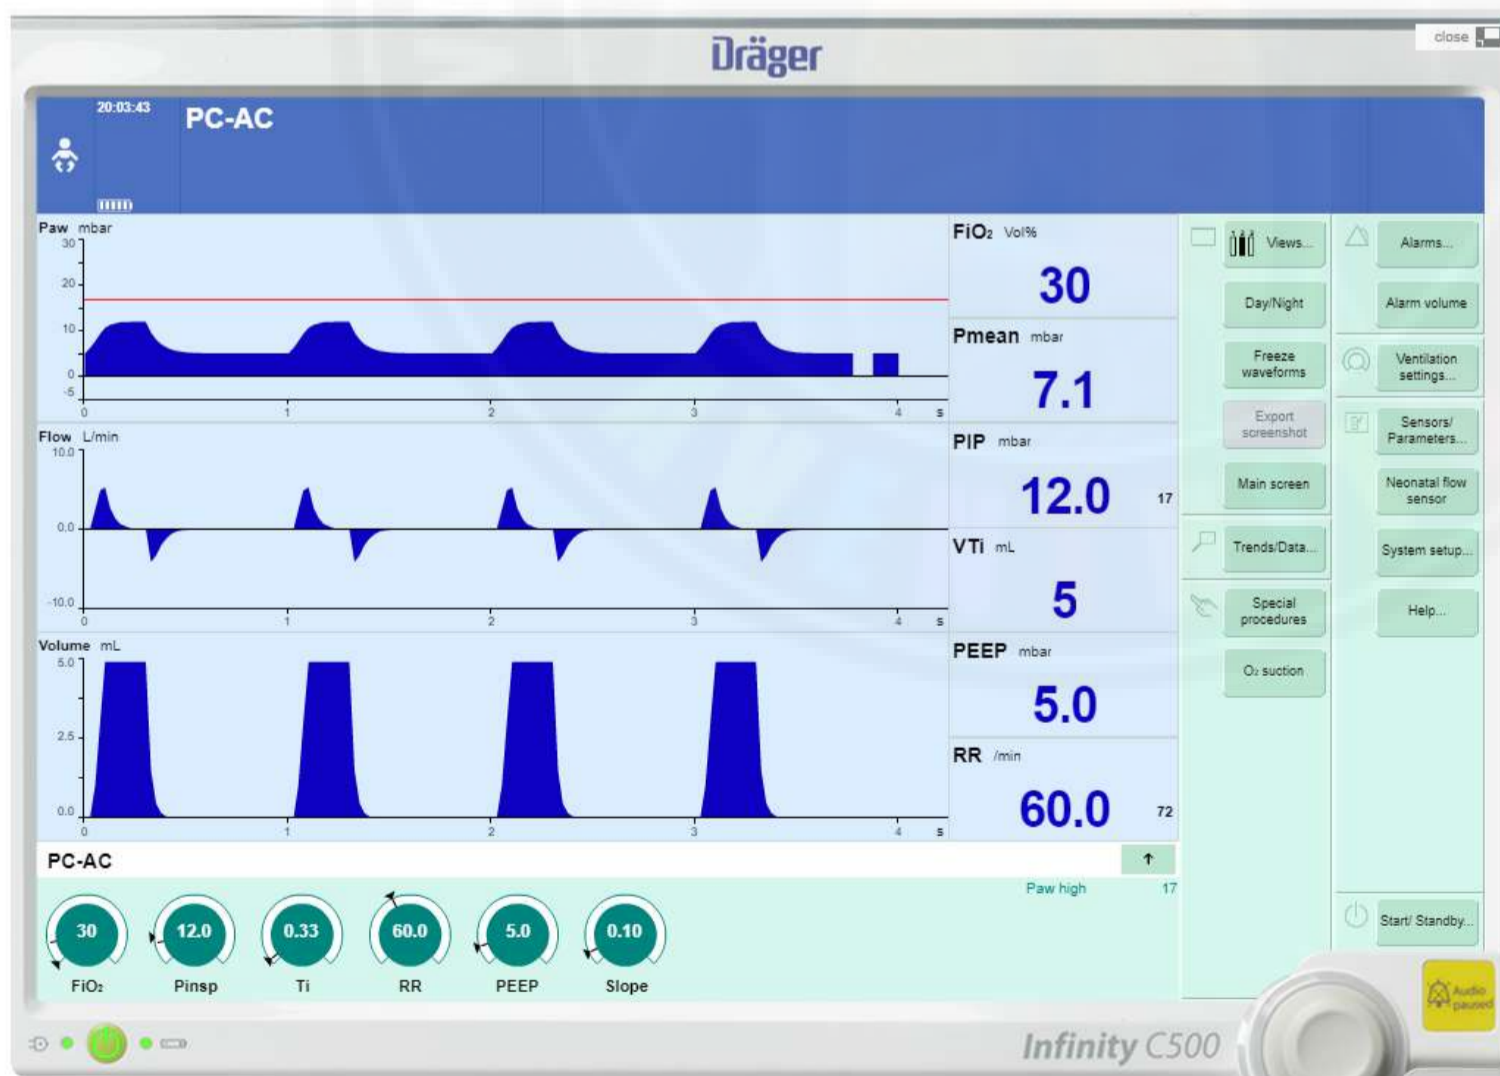 close
Dräger
20:03:43
PC-AC
Paw mbar
30
20
10
0
-5
0 1 2 3 4 s
Flow L/min
10.0
0.0
-10.0
0 1 2 3 4 s
Volume mL
5.0
2.5
0.0
0 1 2 3 4 s
FiO₂ Vol%
30
Pmean mbar
7.1
PIP mbar
12.0 17
VTi mL
5
PEEP mbar
5.0
RR /min
60.0 72
Views...
Day/Night
Freeze
waveforms
Export
screenshot
Main screen
Trends/Data...
Special
procedures
O₂ suction
Alarms...
Alarm volume
Ventilation
settings...
Sensors/
Parameters...
Neonatal flow
sensor
System setup...
Help...
Start/ Standby...
PC-AC
Paw high 17
30 12.0 0.33 60.0 5.0 0.10
FiO₂ Pinsp Ti RR PEEP Slope
Audio
paused
Infinity C500